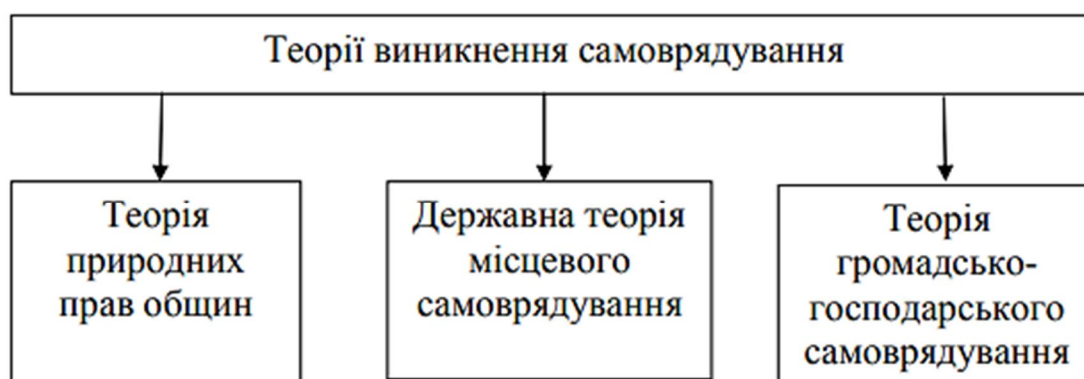 Теорії виникнення самоврядування
Теорія
природних
прав общин
Державна теорія
місцевого
самоврядування
Теорія
громадсько-
господарського
самоврядування